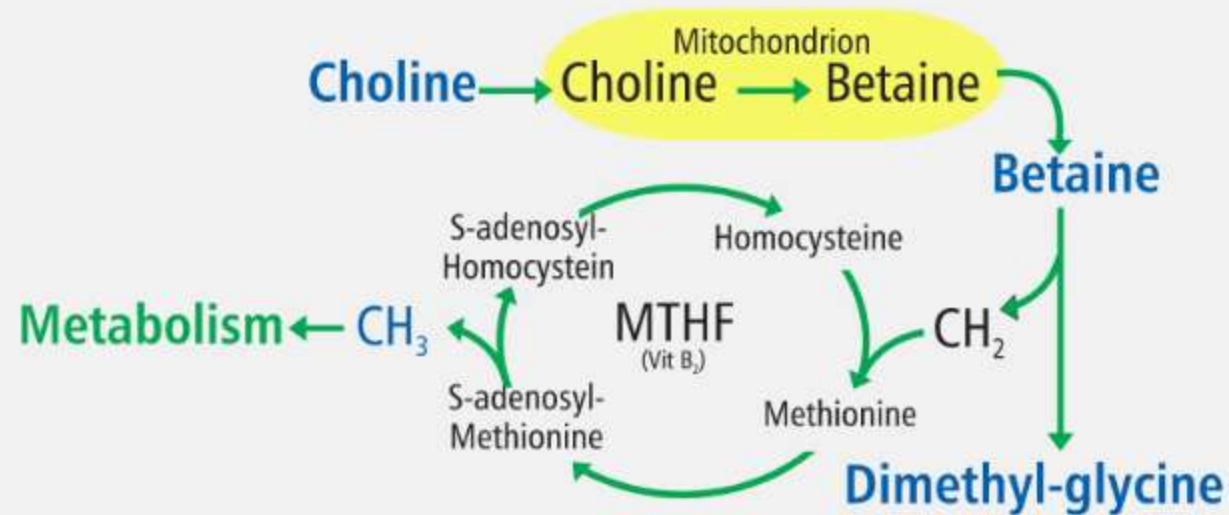 Mitochondrion
Choline Choline Betaine
Betaine
S-adenosyl-
Homocystein
Homocysteine
Metabolism CH₃
MTHF
(Vit B₂)
CH₂
S-adenosyl-
Methionine
Methionine
Dimethyl-glycine